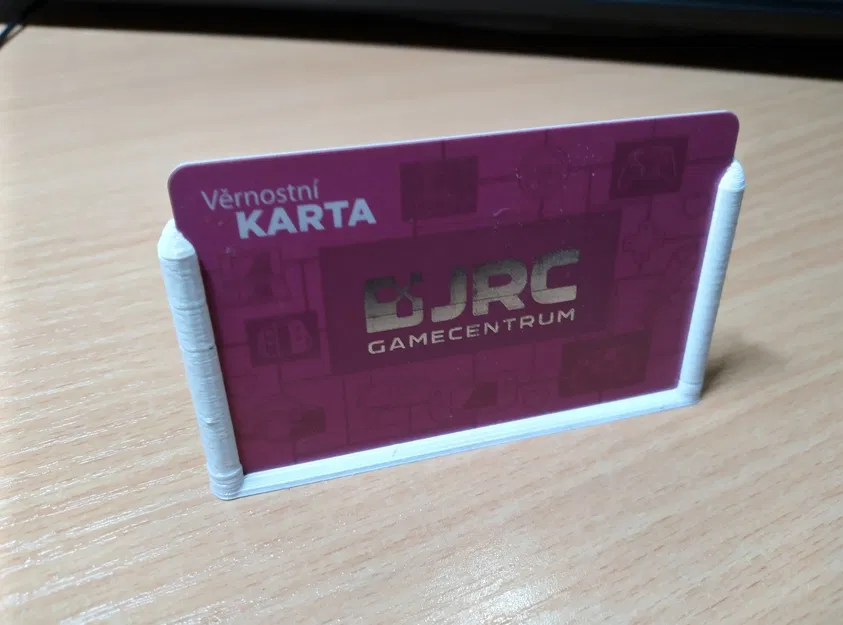 Věrnostní
KARTA
JRC
GAMECENTRUM